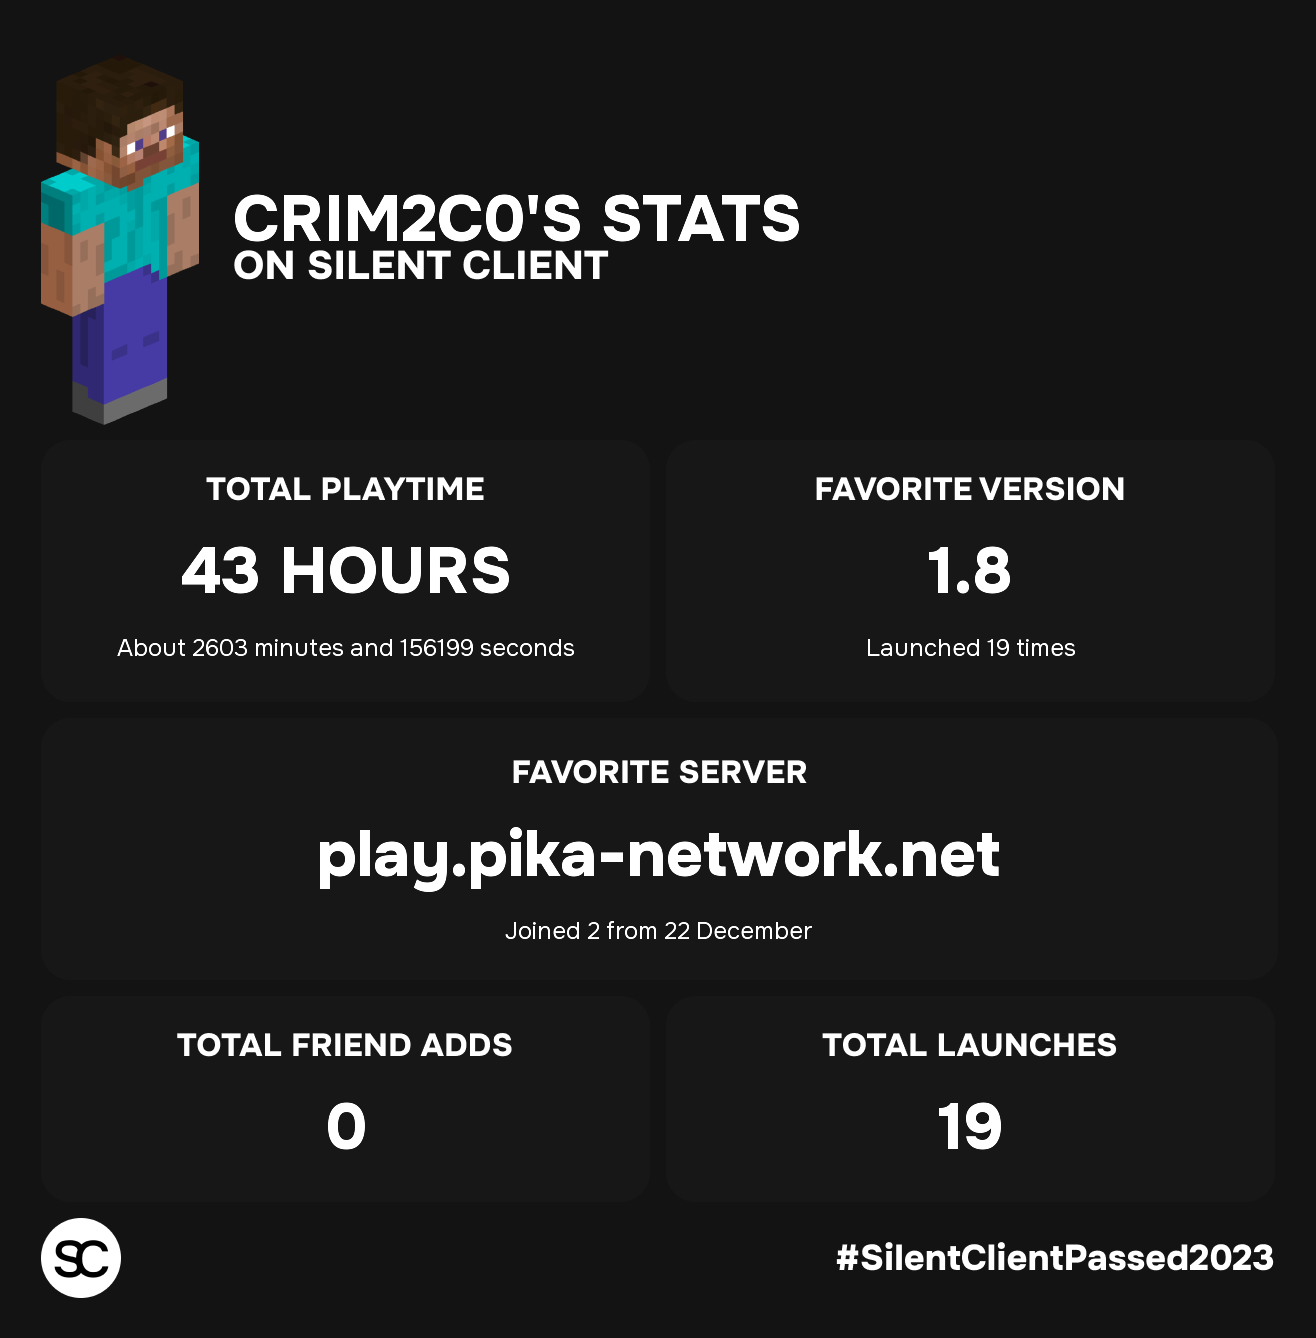 CRIM2C0'S STATS
ON SILENT CLIENT
TOTAL PLAYTIME
43 HOURS
About 2603 minutes and 156199 seconds
FAVORITE VERSION
1.8
Launched 19 times
FAVORITE SERVER
play.pika-network.net
Joined 2 from 22 December
TOTAL FRIEND ADDS
0
TOTAL LAUNCHES
19
SC
#SilentClientPassed2023